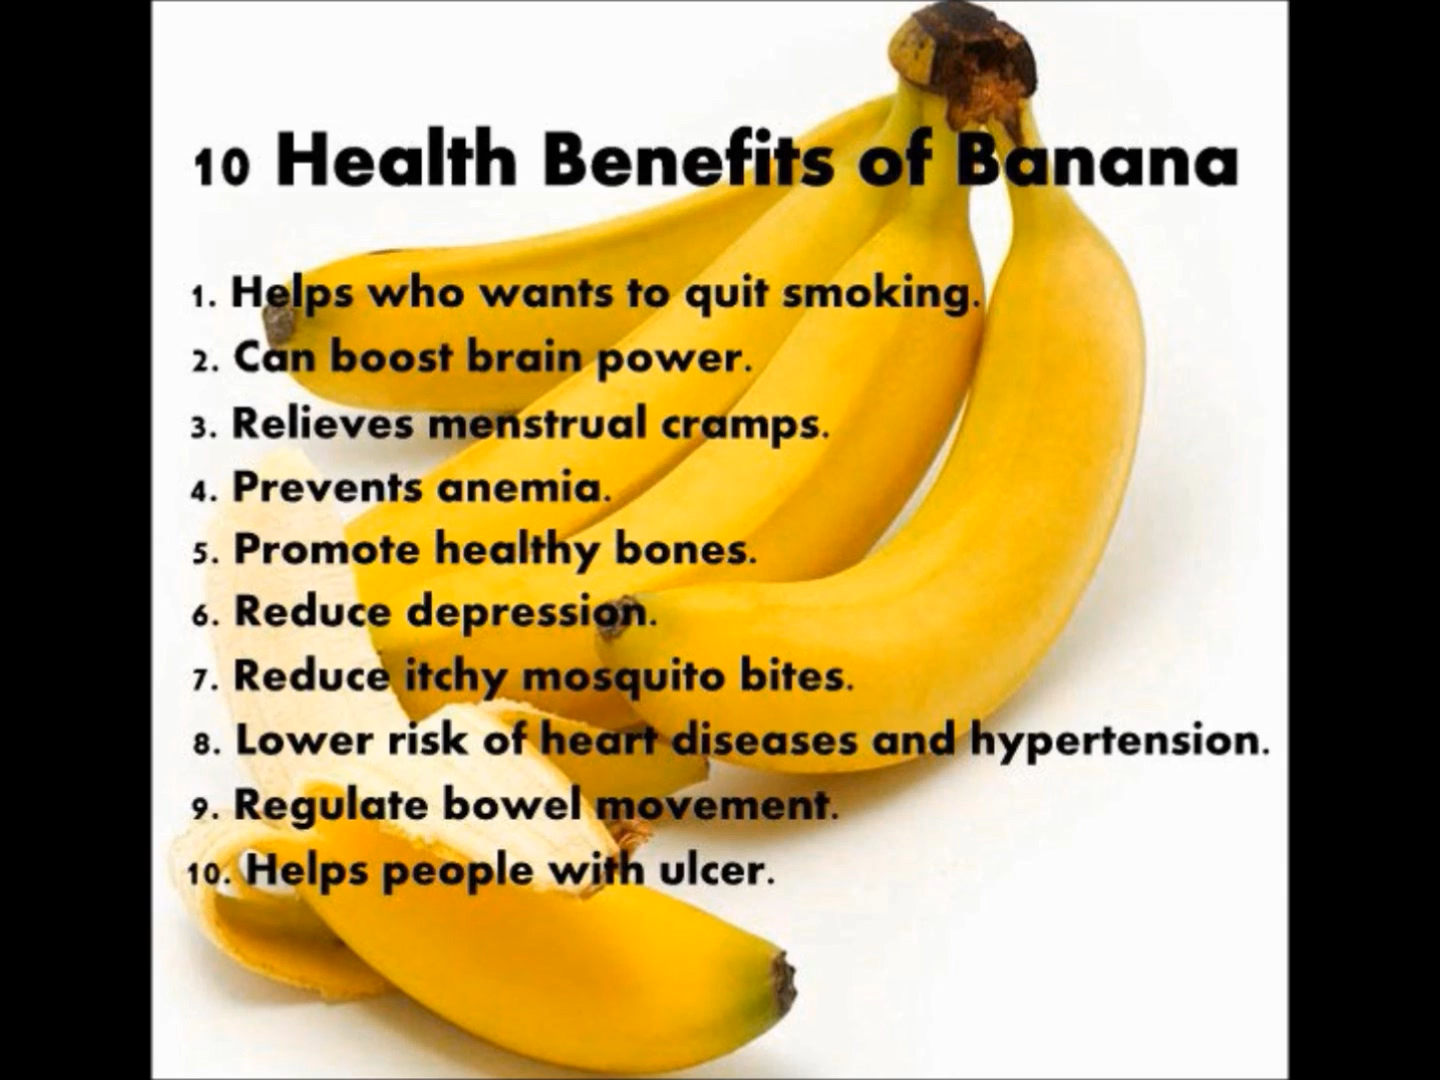 10 Health Benefits of Banana
1. Helps who wants to quit smoking.
2. Can boost brain power.
3. Relieves menstrual cramps.
4. Prevents anemia.
5. Promote healthy bones.
6. Reduce depression.
7. Reduce itchy mosquito bites.
8. Lower risk of heart diseases and hypertension.
9. Regulate bowel movement.
10. Helps people with ulcer.